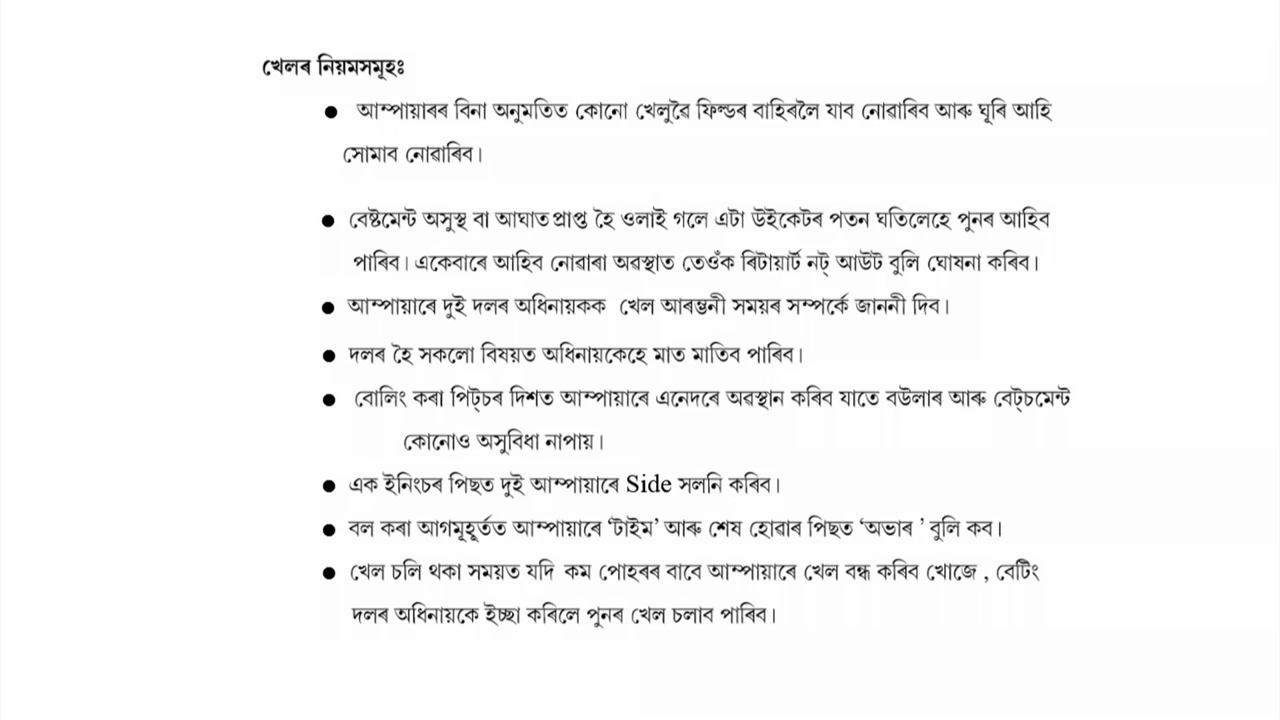 খেলৰ নিয়মসমূহঃ
● আম্পায়াৰৰ বিনা অনুমতিত কোনো খেলুৱৈ ফিল্ডৰ বাহিৰলৈ যাব নোৱাৰিব আৰু ঘূৰি আহি
সোমাব নোৱাৰিব।
● বেষ্টমেন্ট অসুস্থ বা আঘাত প্ৰাপ্ত হৈ ওলাই গলে এটা উইকেটৰ পতন ঘতিলেহে পুনৰ আহিব
পাৰিব। একেবাৰে আহিব নোৱাৰা অৱস্থাত তেওঁক ৰিটায়াৰ্ট নট্ আউট বুলি ঘোষনা কৰিব।
● আম্পায়াৰে দুই দলৰ অধিনায়কক খেল আৰম্ভনী সময়ৰ সম্পৰ্কে জাননী দিব।
● দলৰ হৈ সকলো বিষয়ত অধিনায়কেহে মাত মাতিব পাৰিব।
● বোলিং কৰা পিট্চৰ দিশত আম্পায়াৰে এনেদৰে অৱস্থান কৰিব যাতে বউলাৰ আৰু বেট্চমেন্ট
কোনোও অসুবিধা নাপায়।
● এক ইনিংচৰ পিছত দুই আম্পায়াৰে Side সলনি কৰিব।
● বল কৰা আগমূহূৰ্তত আম্পায়াৰে ‘টাইম’ আৰু শেষ হোৱাৰ পিছত ‘অভাৰ ’ বুলি কব।
● খেল চলি থকা সময়ত যদি কম পোহৰৰ বাবে আম্পায়াৰে খেল বন্ধ কৰিব খোজে , বেটিং
দলৰ অধিনায়কে ইচ্ছা কৰিলে পুনৰ খেল চলাব পাৰিব।